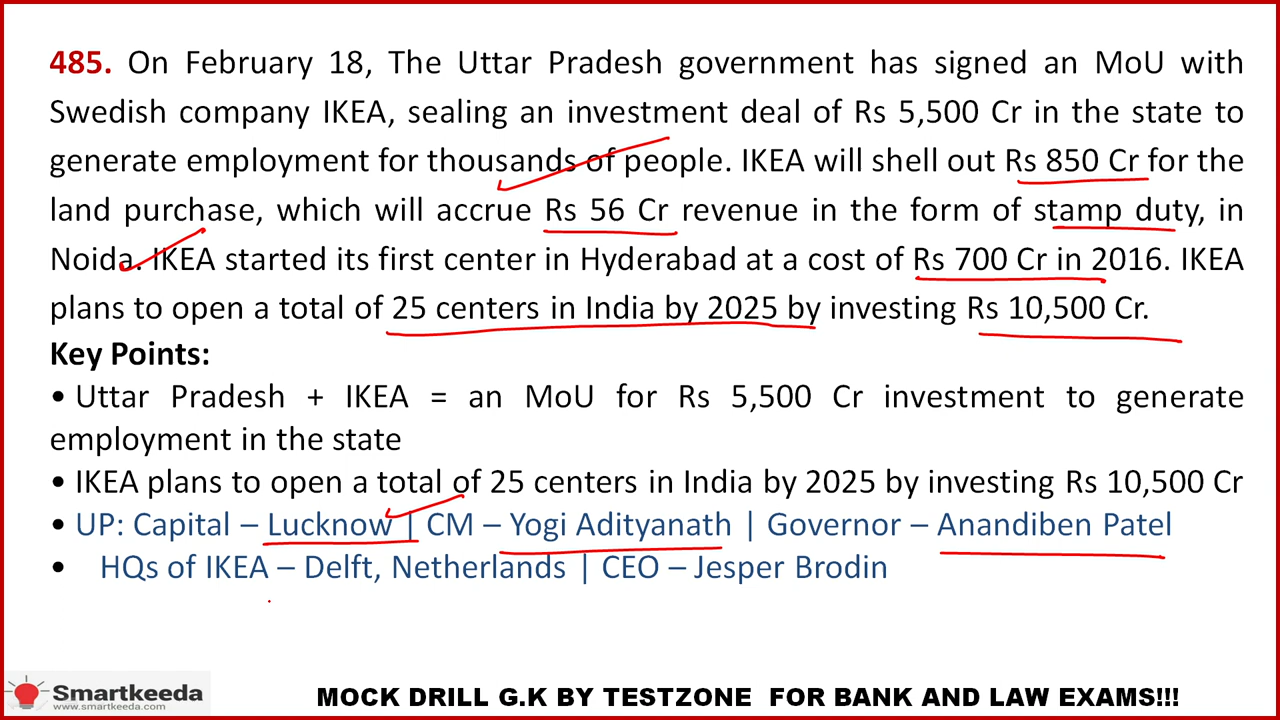 485. On February 18, The Uttar Pradesh government has signed an MoU with
Swedish company IKEA, sealing an investment deal of Rs 5,500 Cr in the state to
generate employment for thousands of people. IKEA will shell out Rs 850 Cr for the
land purchase, which will accrue Rs 56 Cr revenue in the form of stamp duty, in
Noida. IKEA started its first center in Hyderabad at a cost of Rs 700 Cr in 2016. IKEA
plans to open a total of 25 centers in India by 2025 by investing Rs 10,500 Cr.
Key Points:
• Uttar Pradesh + IKEA = an MoU for Rs 5,500 Cr investment to generate
employment in the state
• IKEA plans to open a total of 25 centers in India by 2025 by investing Rs 10,500 Cr
• UP: Capital – Lucknow | CM – Yogi Adityanath | Governor – Anandiben Patel
• HQs of IKEA – Delft, Netherlands | CEO – Jesper Brodin
Smartkeeda
www.smartkeeda.com
MOCK DRILL G.K BY TESTZONE FOR BANK AND LAW EXAMS!!!